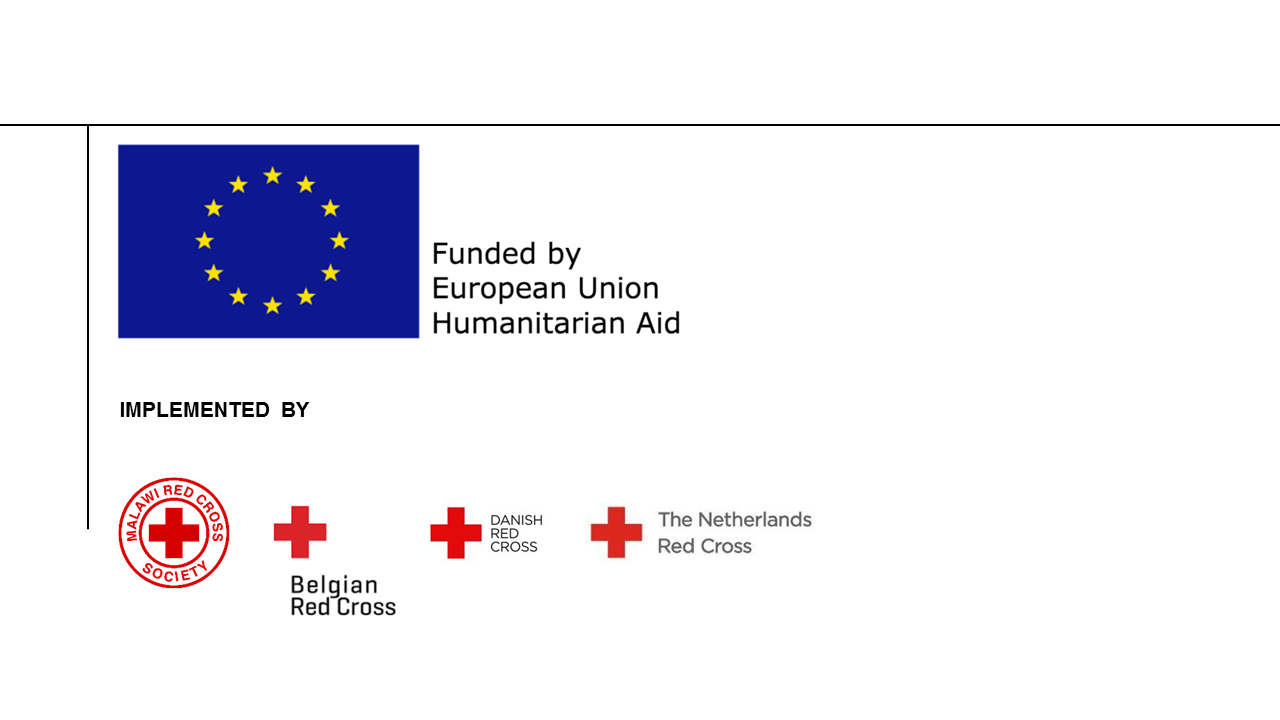 Funded by
European Union
Humanitarian Aid
IMPLEMENTED BY
MALAWI RED CROSS
SOCIETY
Belgian
Red Cross
DANISH
RED
CROSS
The Netherlands
Red Cross